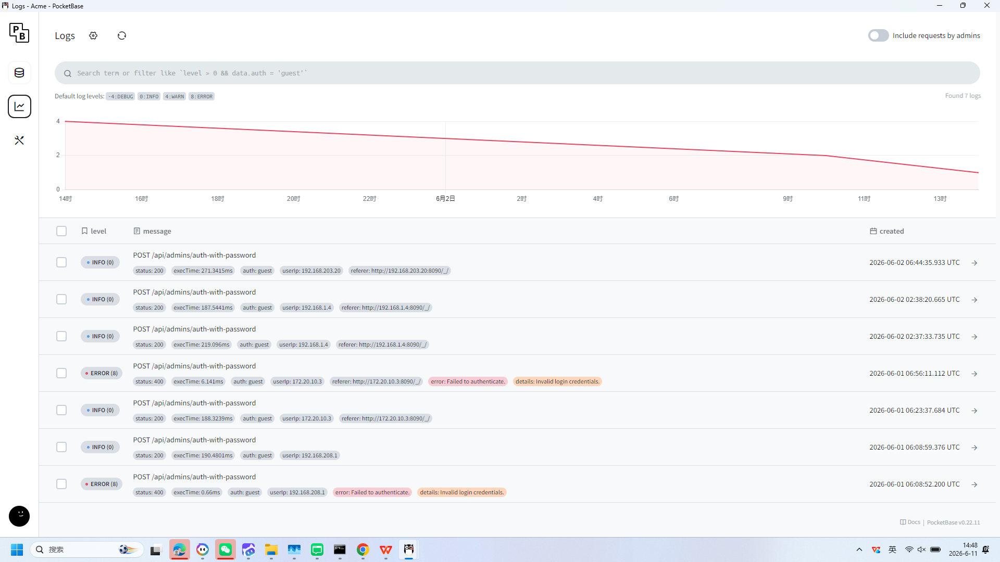 Logs - Acme - PocketBase
PB
Logs
Include requests by admins
Search term or filter like `level > 0 && data.auth = 'guest'`
Default log levels: -4:DEBUG 0:INFO 4:WARN 8:ERROR
Found 7 logs
4
2
0
14时 16时 18时 20时 22时 6月2日 2时 4时 6时 9时 11时 13时
level message created
POST /api/admins/auth-with-password
INFO (0)
2026-06-02 06:44:35.933 UTC
status: 200 execTime: 271.3415ms auth: guest userIp: 192.168.203.20 referer: http://192.168.203.20:8090/_/
POST /api/admins/auth-with-password
INFO (0)
2026-06-02 02:38:20.665 UTC
status: 200 execTime: 187.5441ms auth: guest userIp: 192.168.1.4 referer: http://192.168.1.4:8090/_/
POST /api/admins/auth-with-password
INFO (0)
2026-06-02 02:37:33.735 UTC
status: 200 execTime: 219.096ms auth: guest userIp: 192.168.1.4 referer: http://192.168.1.4:8090/_/
POST /api/admins/auth-with-password
ERROR (8)
2026-06-01 06:56:11.112 UTC
status: 400 execTime: 6.141ms auth: guest userIp: 172.20.10.3 referer: http://172.20.10.3:8090/_/ error: Failed to authenticate. details: Invalid login credentials.
POST /api/admins/auth-with-password
INFO (0)
2026-06-01 06:23:37.684 UTC
status: 200 execTime: 188.3239ms auth: guest userIp: 172.20.10.3 referer: http://172.20.10.3:8090/_/
POST /api/admins/auth-with-password
INFO (0)
2026-06-01 06:08:59.376 UTC
status: 200 execTime: 190.4801ms auth: guest userIp: 192.168.208.1
POST /api/admins/auth-with-password
ERROR (8)
2026-06-01 06:08:52.200 UTC
status: 400 execTime: 0.66ms auth: guest userIp: 192.168.208.1 error: Failed to authenticate. details: Invalid login credentials.
Docs | PocketBase v0.22.11
搜索
英
14:48
2026-6-11